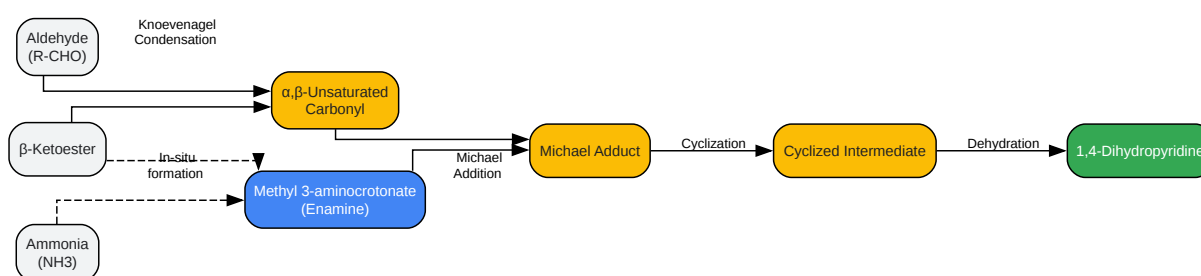 Knoevenagel
Condensation
Aldehyde
(R-CHO)
α,β-Unsaturated
Carbonyl
β-Ketoester
In-situ
formation
Michael
Addition
Michael Adduct
Cyclization
Cyclized Intermediate
Dehydration
1,4-Dihydropyridine
Methyl 3-aminocrotonate
(Enamine)
Ammonia
(NH3)